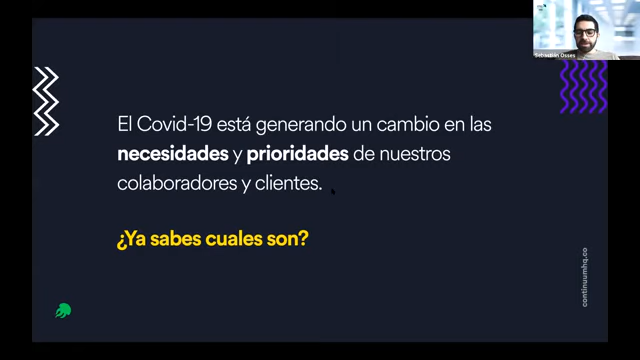 Sebastián Osses
El Covid-19 está generando un cambio en las
necesidades y prioridades de nuestros
colaboradores y clientes.
¿Ya sabes cuales son?
continuumhq.co